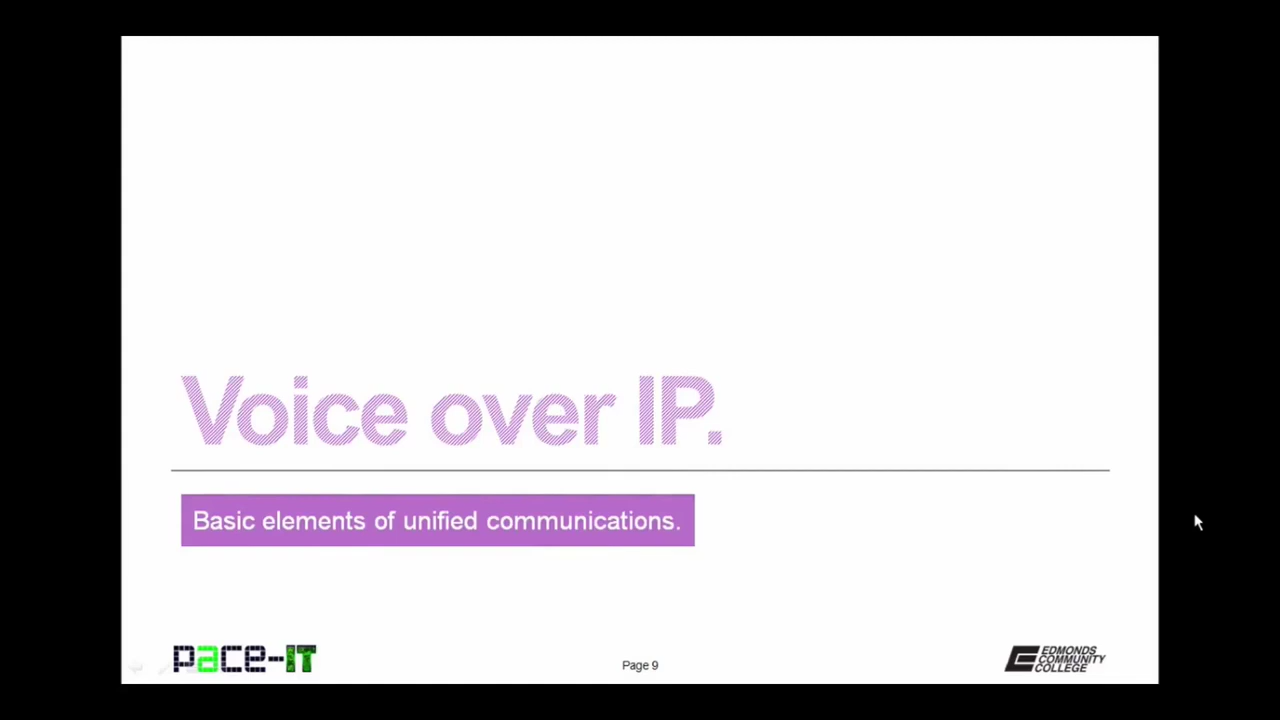 Voice over IP.
Basic elements of unified communications.
pace-IT
Page 9
EDMONDS
COMMUNITY
COLLEGE